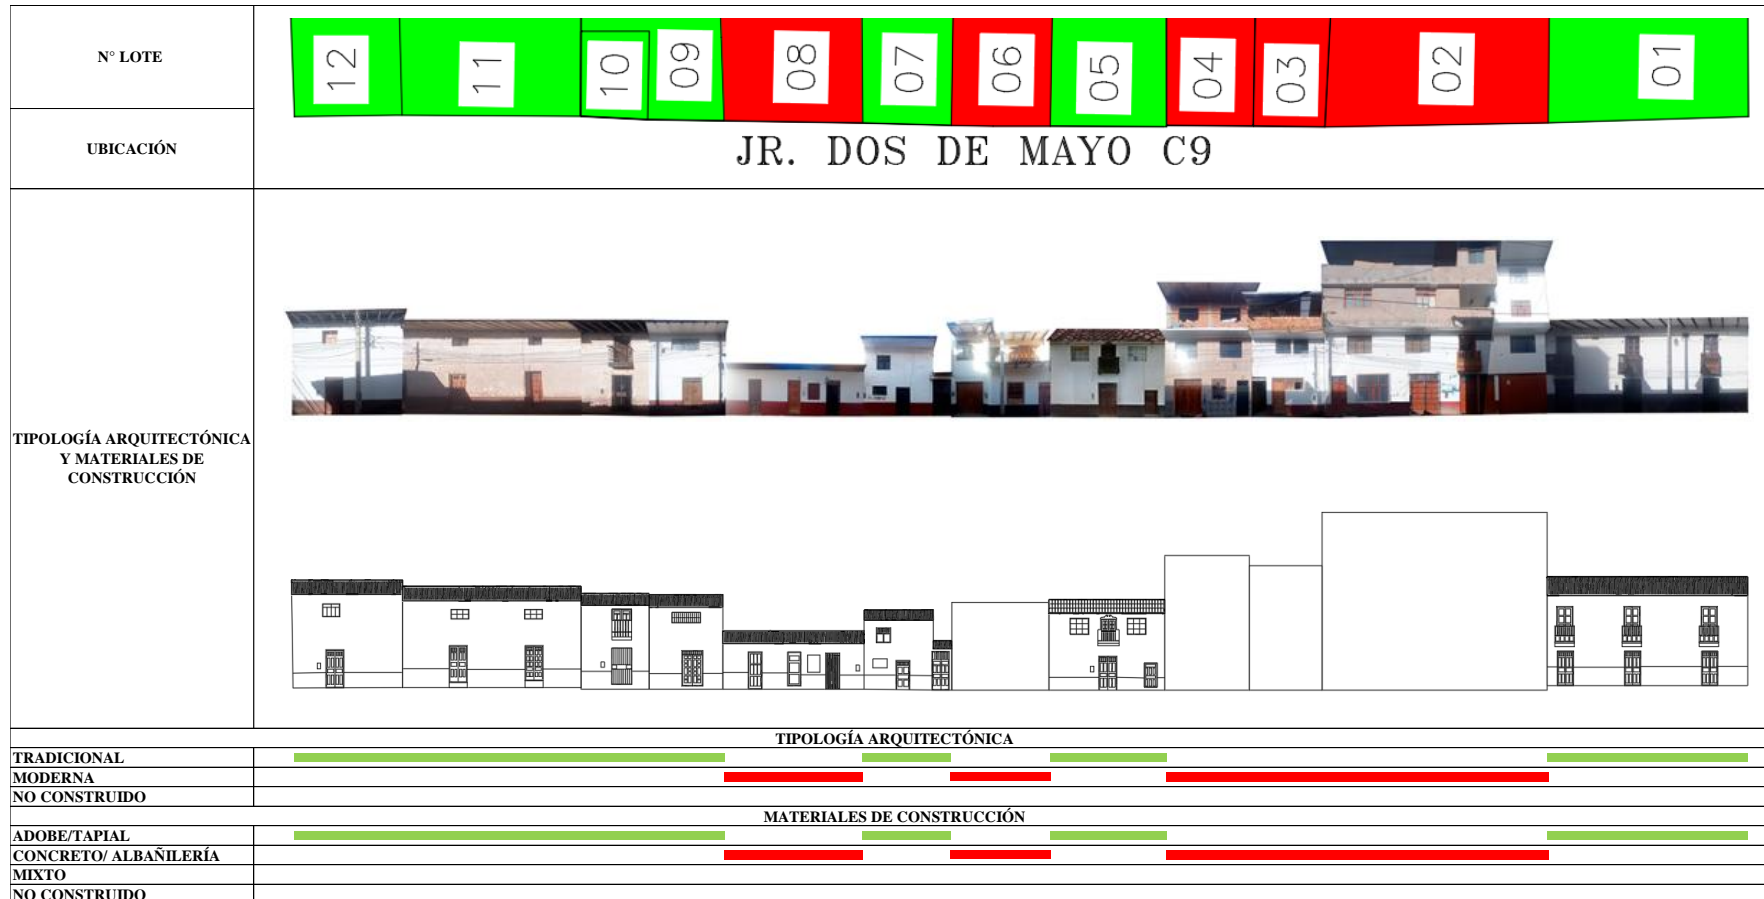 N° LOTE
12 11 10 09 08 07 06 05 04 03 02 01
UBICACIÓN
JR. DOS DE MAYO C9
TIPOLOGÍA ARQUITECTÓNICA
Y MATERIALES DE
CONSTRUCCIÓN
TIPOLOGÍA ARQUITECTÓNICA
TRADICIONAL
MODERNA
NO CONSTRUIDO
MATERIALES DE CONSTRUCCIÓN
ADOBE/TAPIAL
CONCRETO/ ALBAÑILERÍA
MIXTO
NO CONSTRUIDO